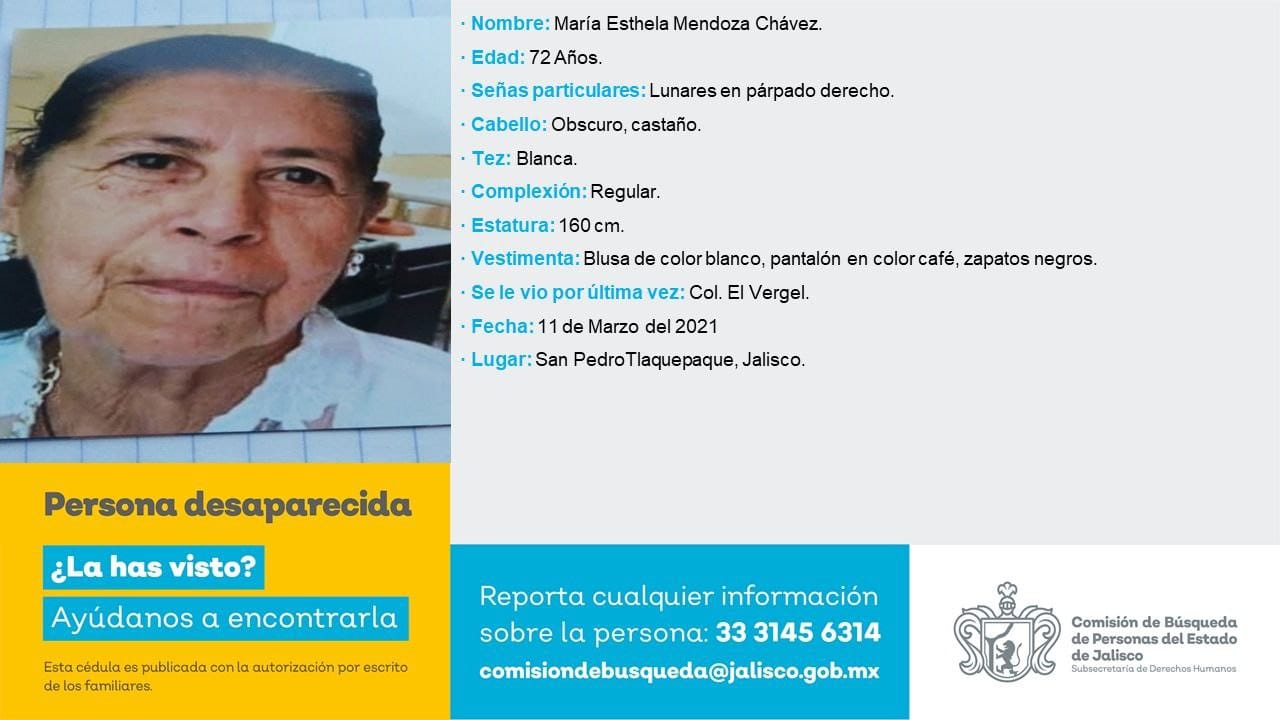 · Nombre: María Esthela Mendoza Chávez.
· Edad: 72 Años.
· Señas particulares: Lunares en párpado derecho.
· Cabello: Obscuro, castaño.
· Tez: Blanca.
· Complexión: Regular.
· Estatura: 160 cm.
· Vestimenta: Blusa de color blanco, pantalón en color café, zapatos negros.
· Se le vio por última vez: Col. El Vergel.
· Fecha: 11 de Marzo del 2021
· Lugar: San PedroTlaquepaque, Jalisco.
Persona desaparecida
¿La has visto?
Ayúdanos a encontrarla
Esta cédula es publicada con la autorización por escrito
de los familiares.
Reporta cualquier información
sobre la persona: 33 3145 6314
comisiondebusqueda@jalisco.gob.mx
Comisión de Búsqueda
de Personas del Estado
de Jalisco
Subsecretaría de Derechos Humanos